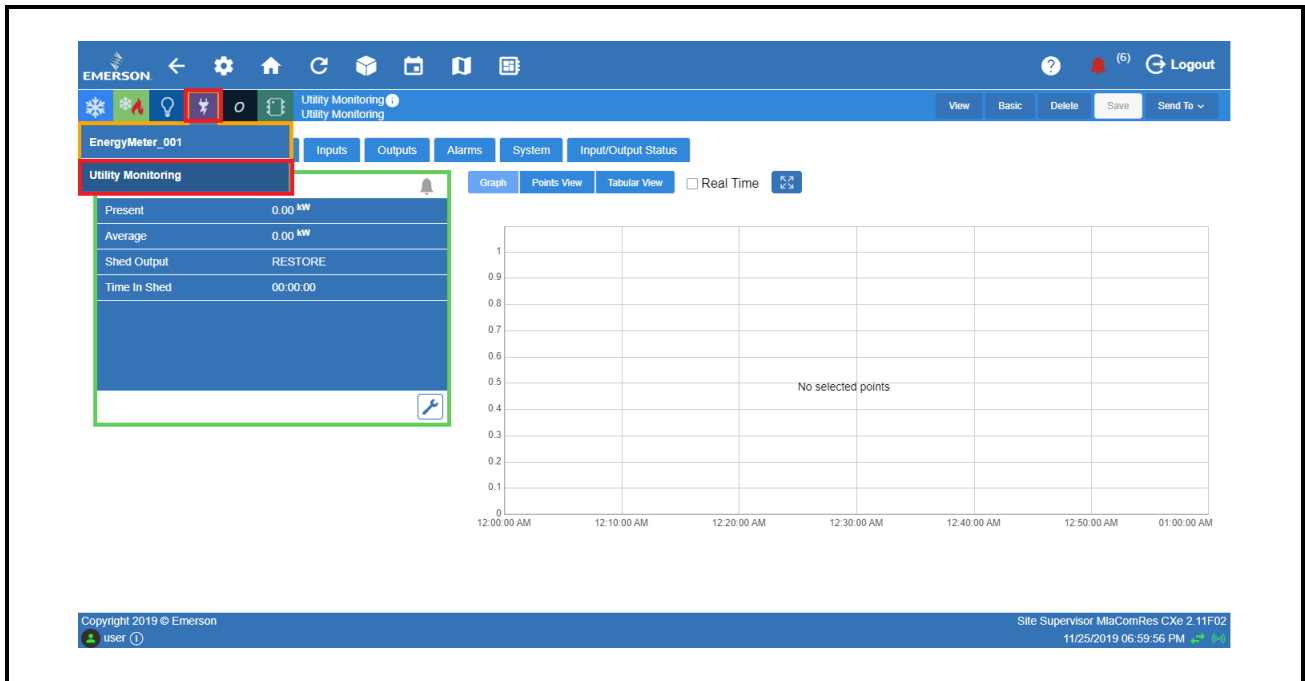 EMERSON.
(6)
Logout
O
Utility Monitoring
Utility Monitoring
View Basic Delete Save Send To
EnergyMeter_001
Utility Monitoring
Inputs Outputs Alarms System Input/Output Status
Graph Points View Tabular View Real Time
Present 0.00 kW
Average 0.00 kW
Shed Output RESTORE
Time In Shed 00:00:00
1
0.9
0.8
0.7
0.6
0.5
0.4
0.3
0.2
0.1
0
No selected points
12:00:00 AM 12:10:00 AM 12:20:00 AM 12:30:00 AM 12:40:00 AM 12:50:00 AM 01:00:00 AM
Copyright 2019 © Emerson
user
Site Supervisor MlaComRes CXe 2.11F02
11/25/2019 06:59:56 PM